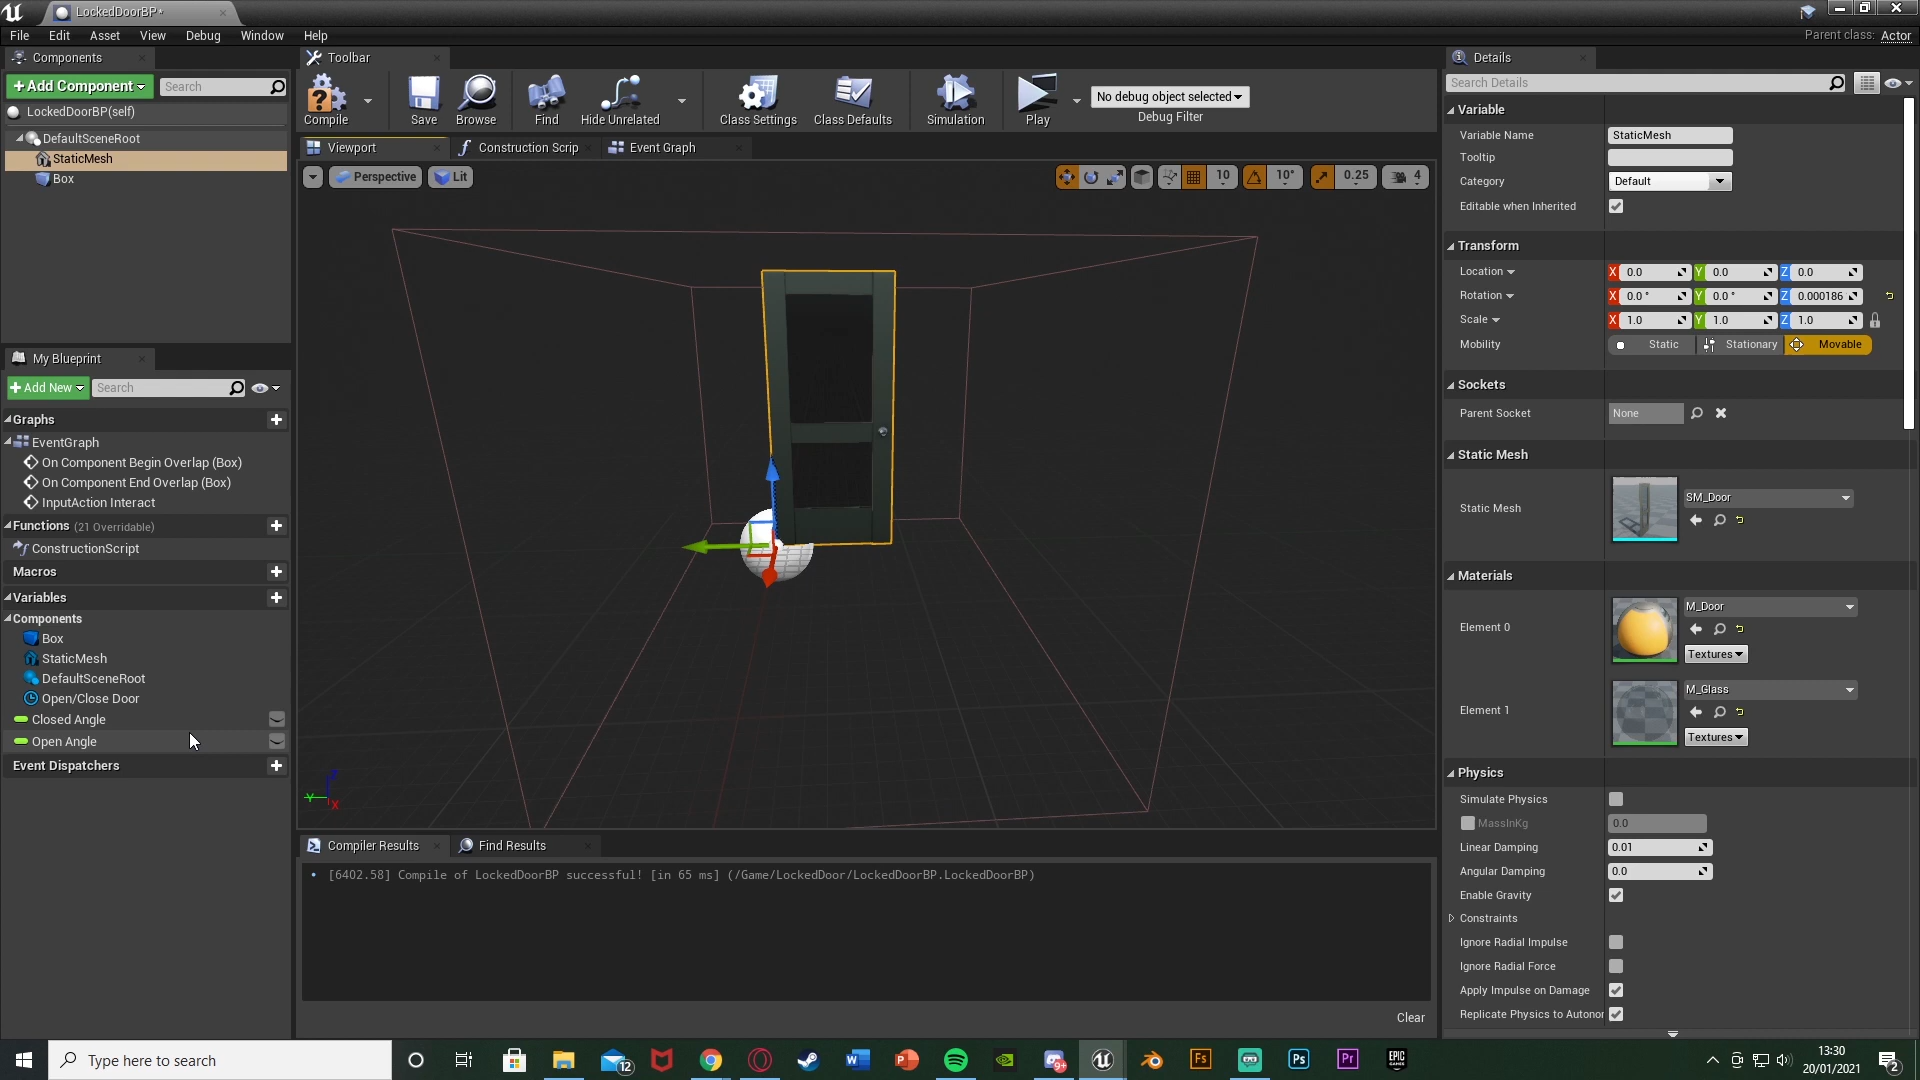 LockedDoorBP*
File Edit Asset View Debug Window Help
Parent class: Actor
Components
Toolbar
Details
+Add Component
Search
LockedDoorBP(self)
DefaultSceneRoot
StaticMesh
Box
Compile
Save
Browse
Find
Hide Unrelated
Class Settings
Class Defaults
Simulation
Play
No debug object selected
Debug Filter
Viewport
Construction Scrip
Event Graph
Perspective
Lit
10
10°
0.25
4
Search Details
Variable
Variable Name StaticMesh
Tooltip
Category Default
Editable when Inherited
Transform
Location X 0.0 Y 0.0 Z 0.0
Rotation X 0.0 ° Y 0.0 ° Z 0.000186
Scale X 1.0 Y 1.0 Z 1.0
Mobility Static Stationary Movable
Sockets
Parent Socket None
Static Mesh
Static Mesh SM_Door
Materials
Element 0 M_Door
Textures
Element 1 M_Glass
Textures
Physics
Simulate Physics
MassInKg 0.0
Linear Damping 0.01
Angular Damping 0.0
Enable Gravity
Constraints
Ignore Radial Impulse
Ignore Radial Force
Apply Impulse on Damage
Replicate Physics to Autonor
My Blueprint
+Add New
Search
Graphs
EventGraph
On Component Begin Overlap (Box)
On Component End Overlap (Box)
InputAction Interact
Functions (21 Overridable)
ConstructionScript
Macros
Variables
Components
Box
StaticMesh
DefaultSceneRoot
Open/Close Door
Closed Angle
Open Angle
Event Dispatchers
Z
Y
X
Compiler Results
Find Results
• [6402.58] Compile of LockedDoorBP successful! [in 65 ms] (/Game/LockedDoor/LockedDoorBP.LockedDoorBP)
Clear
Type here to search
12
W
P
9+
Fs
Ps
Pr
EPIC
GAMES
13:30
20/01/2021
2